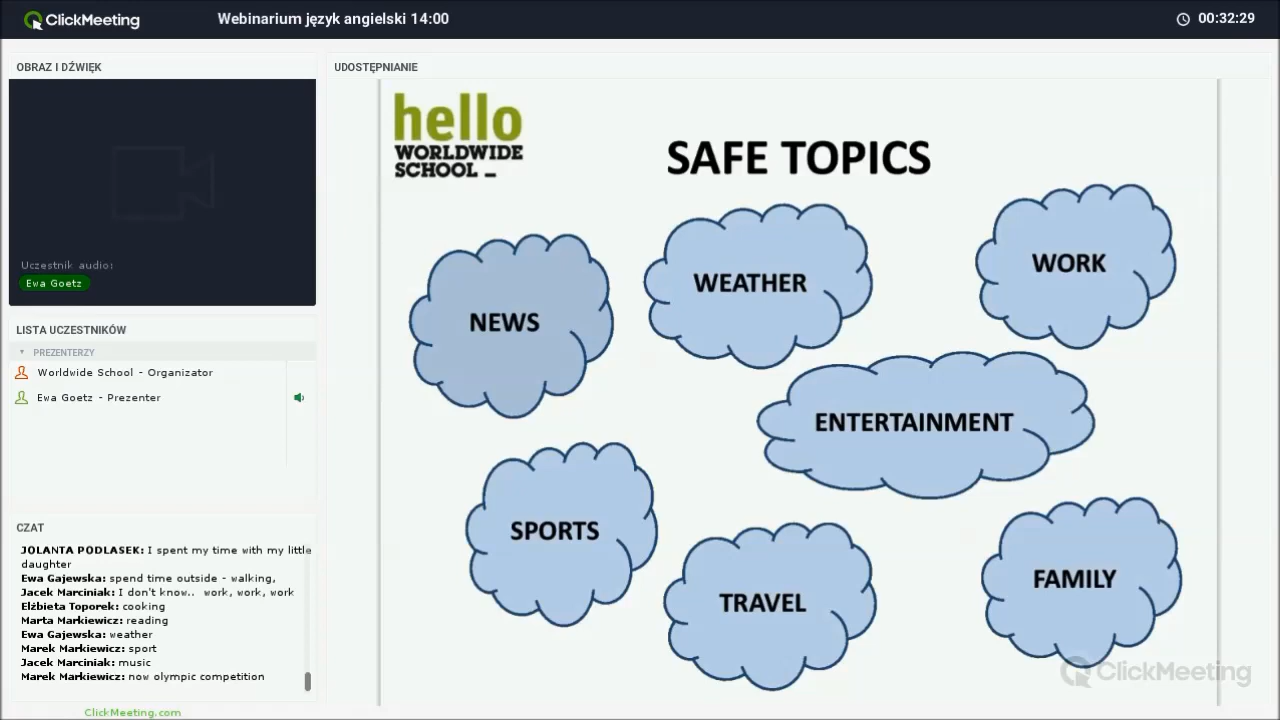 ClickMeeting
Webinarium język angielski 14:00
00:32:29
OBRAZ I DŹWIĘK
Uczestnik audio:
Ewa Goetz
LISTA UCZESTNIKÓW
PREZENTERZY
Worldwide School - Organizator
Ewa Goetz - Prezenter
CZAT
JOLANTA PODLASEK: I spent my time with my little
daughter
Ewa Gajewska: spend time outside - walking,
Jacek Marciniak: I don't know.. work, work, work
Elżbieta Toporek: cooking
Marta Markiewicz: reading
Ewa Gajewska: weather
Marek Markiewicz: sport
Jacek Marciniak: music
Marek Markiewicz: now olympic competition
ClickMeeting.com
UDOSTĘPNIANIE
hello
WORLDWIDE
SCHOOL _
SAFE TOPICS
NEWS
WEATHER
WORK
ENTERTAINMENT
SPORTS
TRAVEL
FAMILY
ClickMeeting